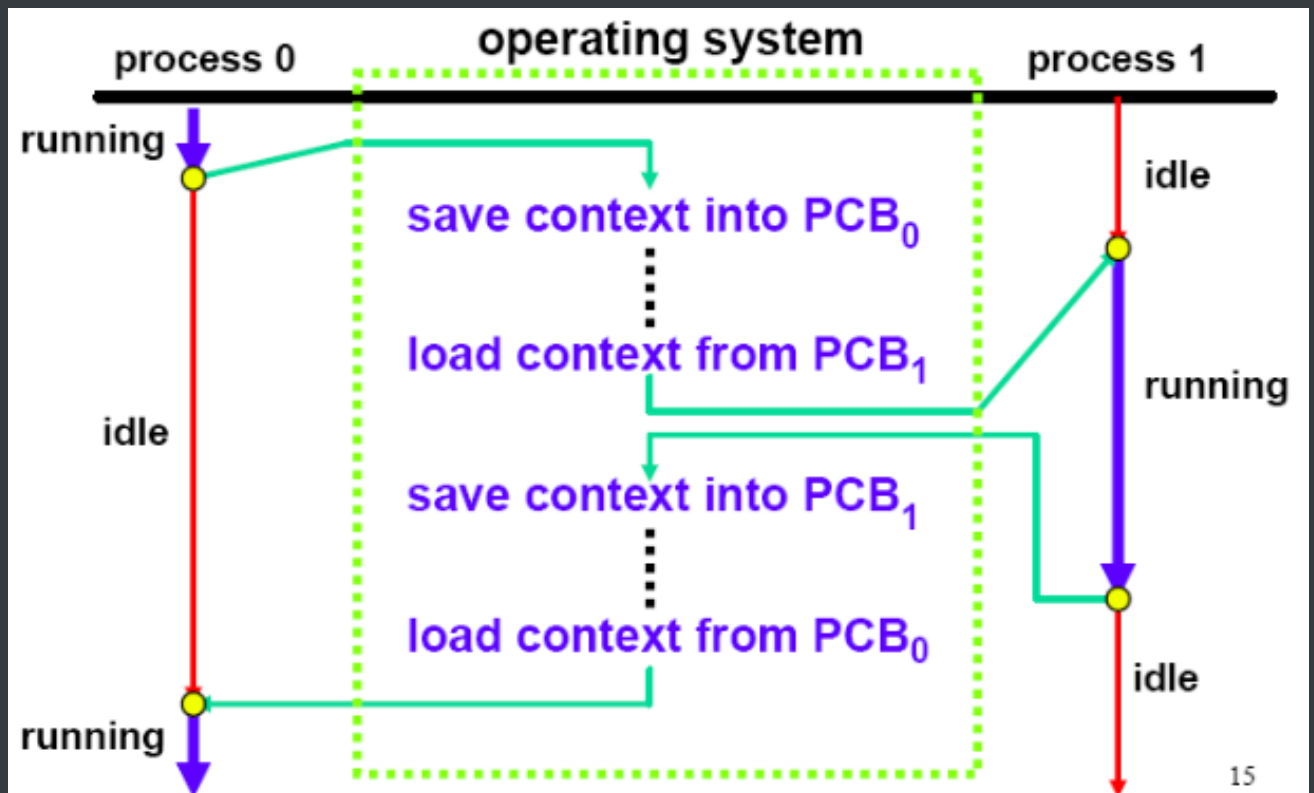 process 0
operating system
process 1
running
idle
save context into PCB0
load context from PCB1
running
idle
save context into PCB1
load context from PCB0
idle
running
15